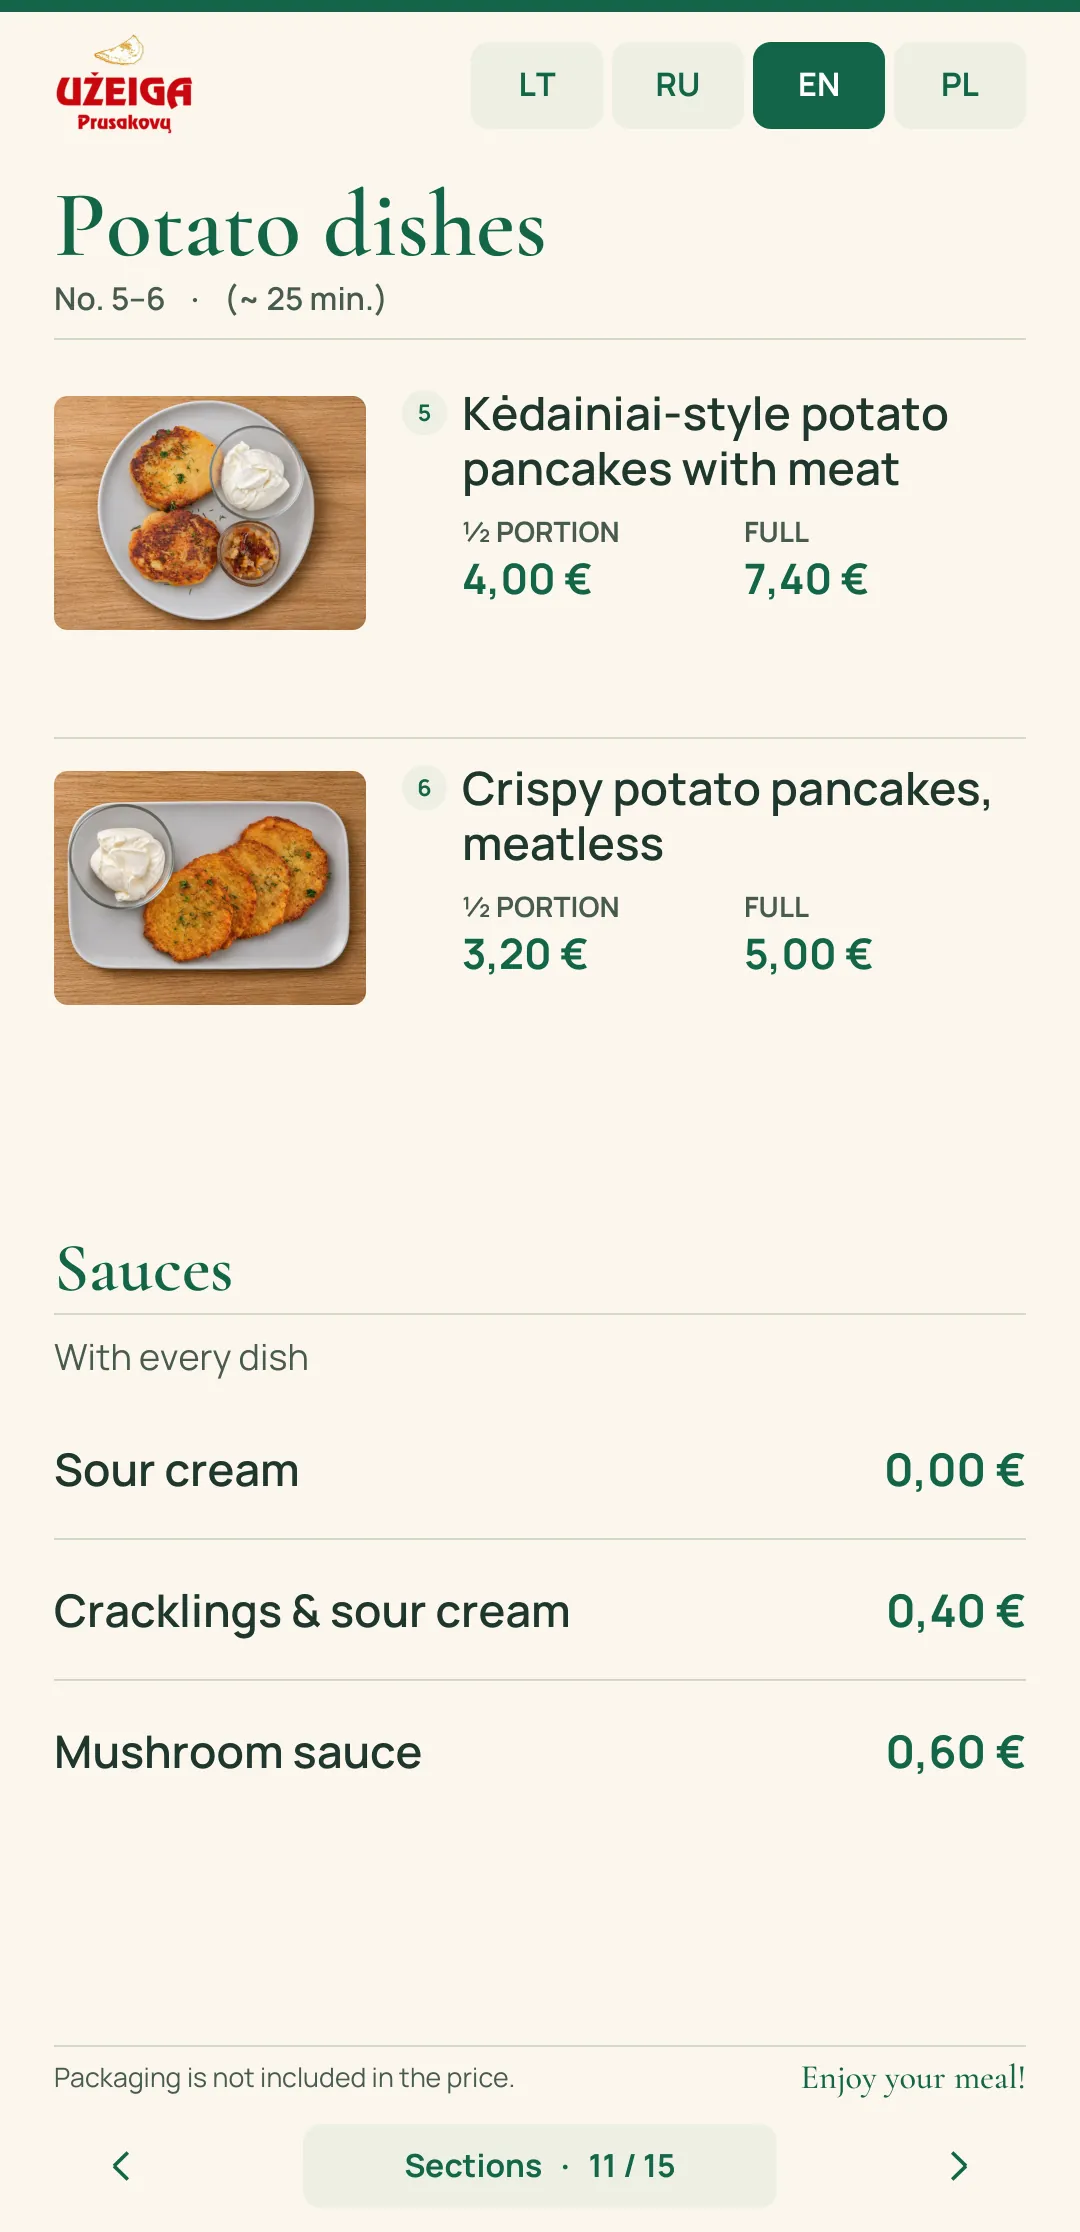 UŽEIGA
Prusakovų
LT
RU
EN
PL
Potato dishes
No. 5–6 · (~ 25 min.)
5
Kėdainiai-style potato
pancakes with meat
½ PORTION
FULL
4,00 €
7,40 €
6
Crispy potato pancakes,
meatless
½ PORTION
FULL
3,20 €
5,00 €
Sauces
With every dish
Sour cream
0,00 €
Cracklings & sour cream
0,40 €
Mushroom sauce
0,60 €
Packaging is not included in the price.
Enjoy your meal!
Sections · 11 / 15